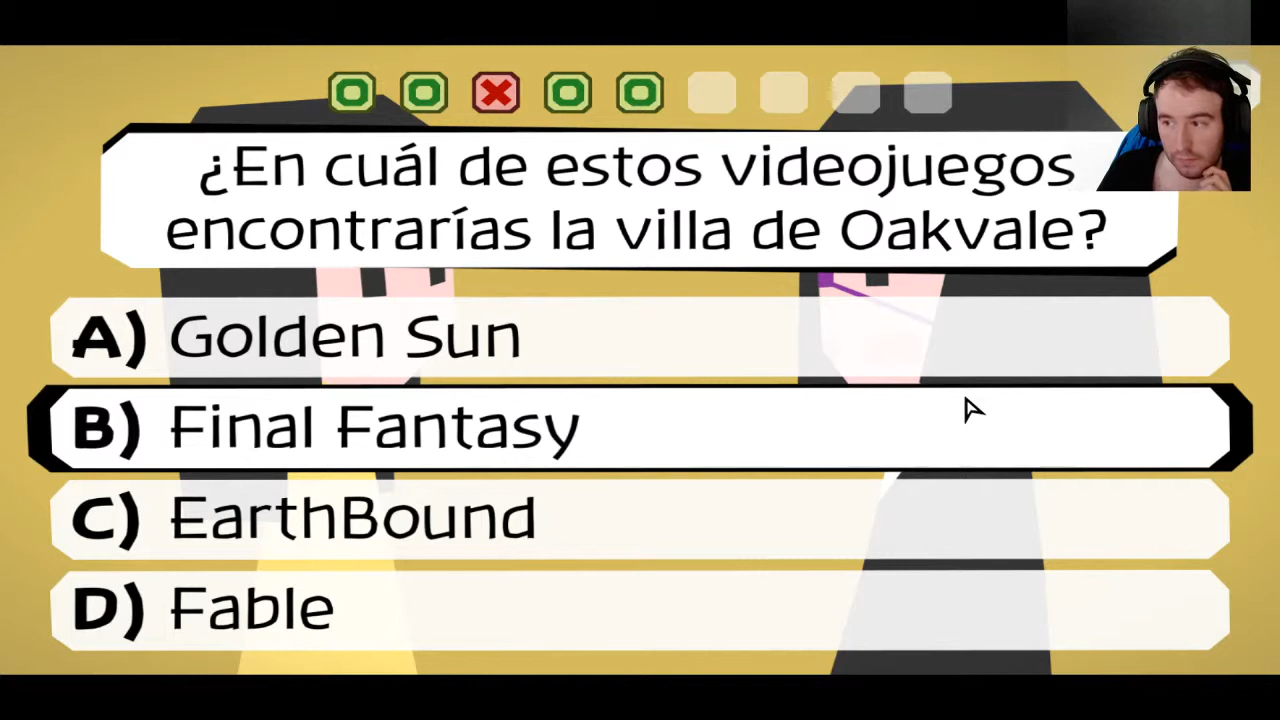 ¿En cuál de estos videojuegos
encontrarías la villa de Oakvale?
A) Golden Sun
B) Final Fantasy
C) EarthBound
D) Fable